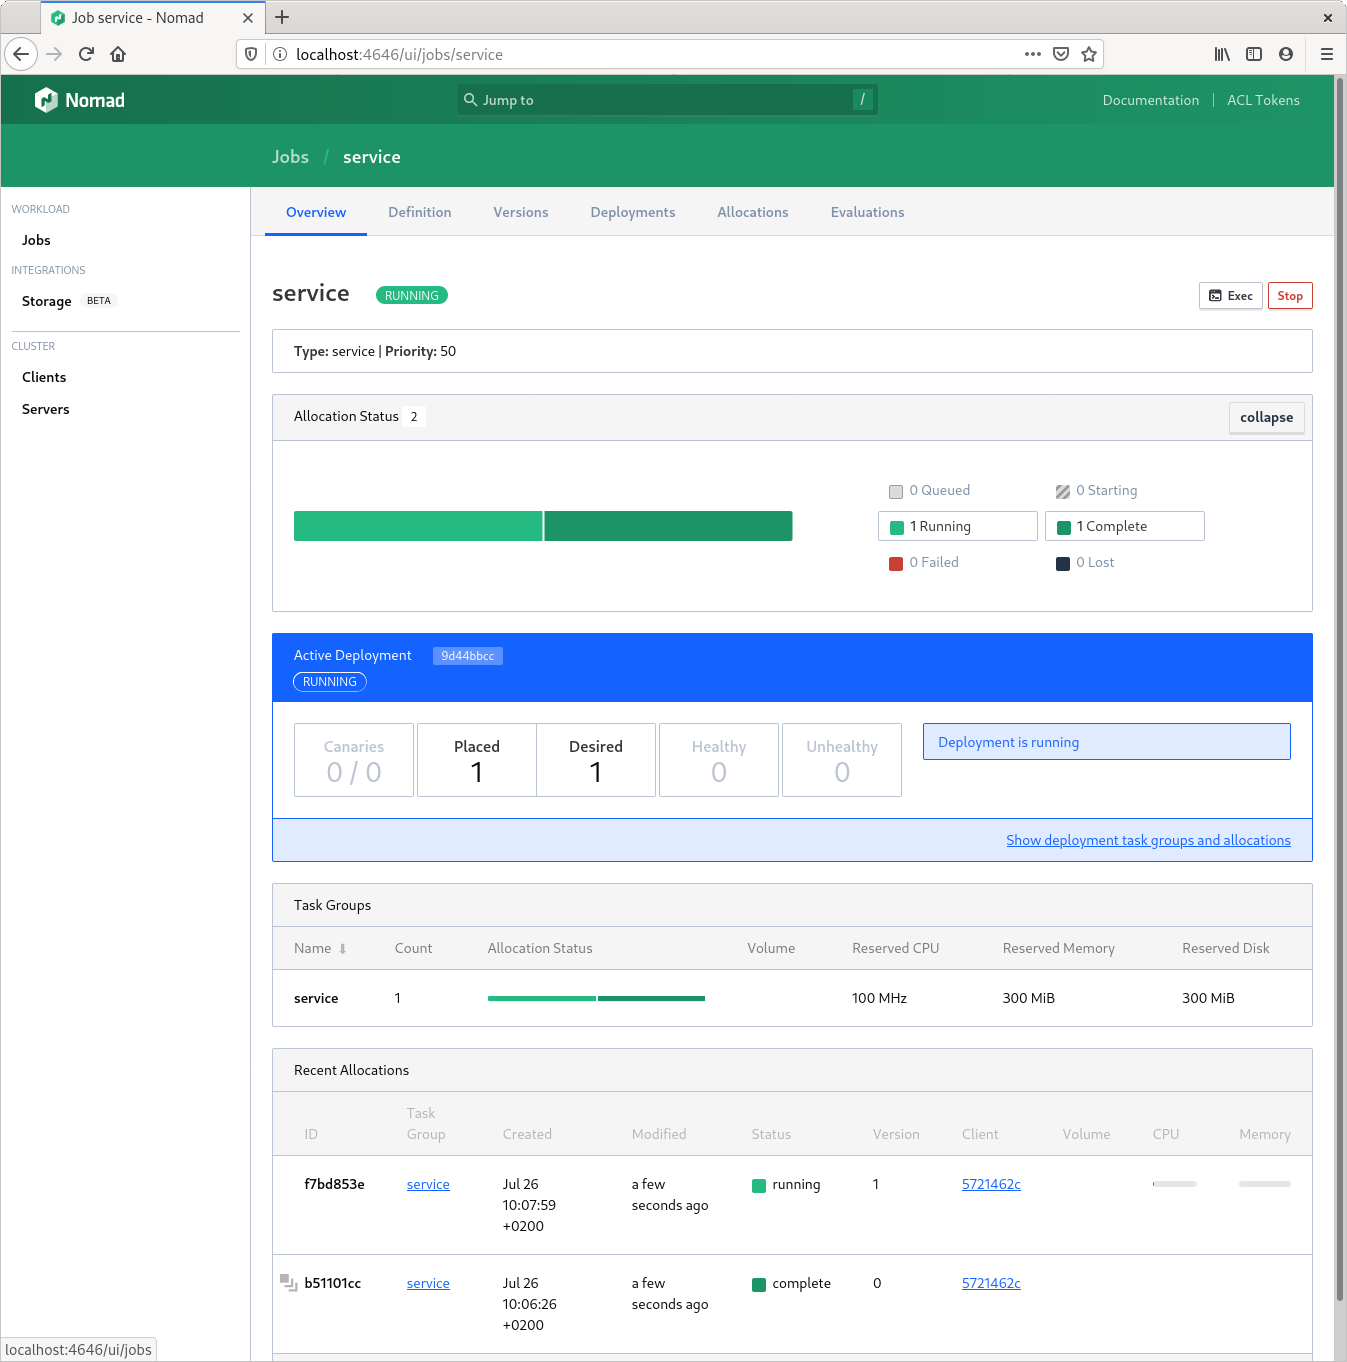 Job service - Nomad
localhost:4646/ui/jobs/service
Nomad
Jump to
/
Documentation
ACL Tokens
Jobs / service
WORKLOAD
Jobs
INTEGRATIONS
Storage BETA
CLUSTER
Clients
Servers
Overview Definition Versions Deployments Allocations Evaluations
service RUNNING
Exec Stop
Type: service | Priority: 50
Allocation Status 2
collapse
0 Queued 0 Starting
1 Running 1 Complete
0 Failed 0 Lost
Active Deployment 9d44bbcc
RUNNING
Canaries Placed Desired Healthy Unhealthy
0 / 0 1 1 0 0
Deployment is running
Show deployment task groups and allocations
Task Groups
Name Count Allocation Status Volume Reserved CPU Reserved Memory Reserved Disk
service 1 100 MHz 300 MiB 300 MiB
Recent Allocations
ID Task Group Created Modified Status Version Client Volume CPU Memory
f7bd853e service Jul 26 a few running 1 5721462c
10:07:59 seconds ago
+0200
b51101cc service Jul 26 a few complete 0 5721462c
10:06:26 seconds ago
+0200
localhost:4646/ui/jobs